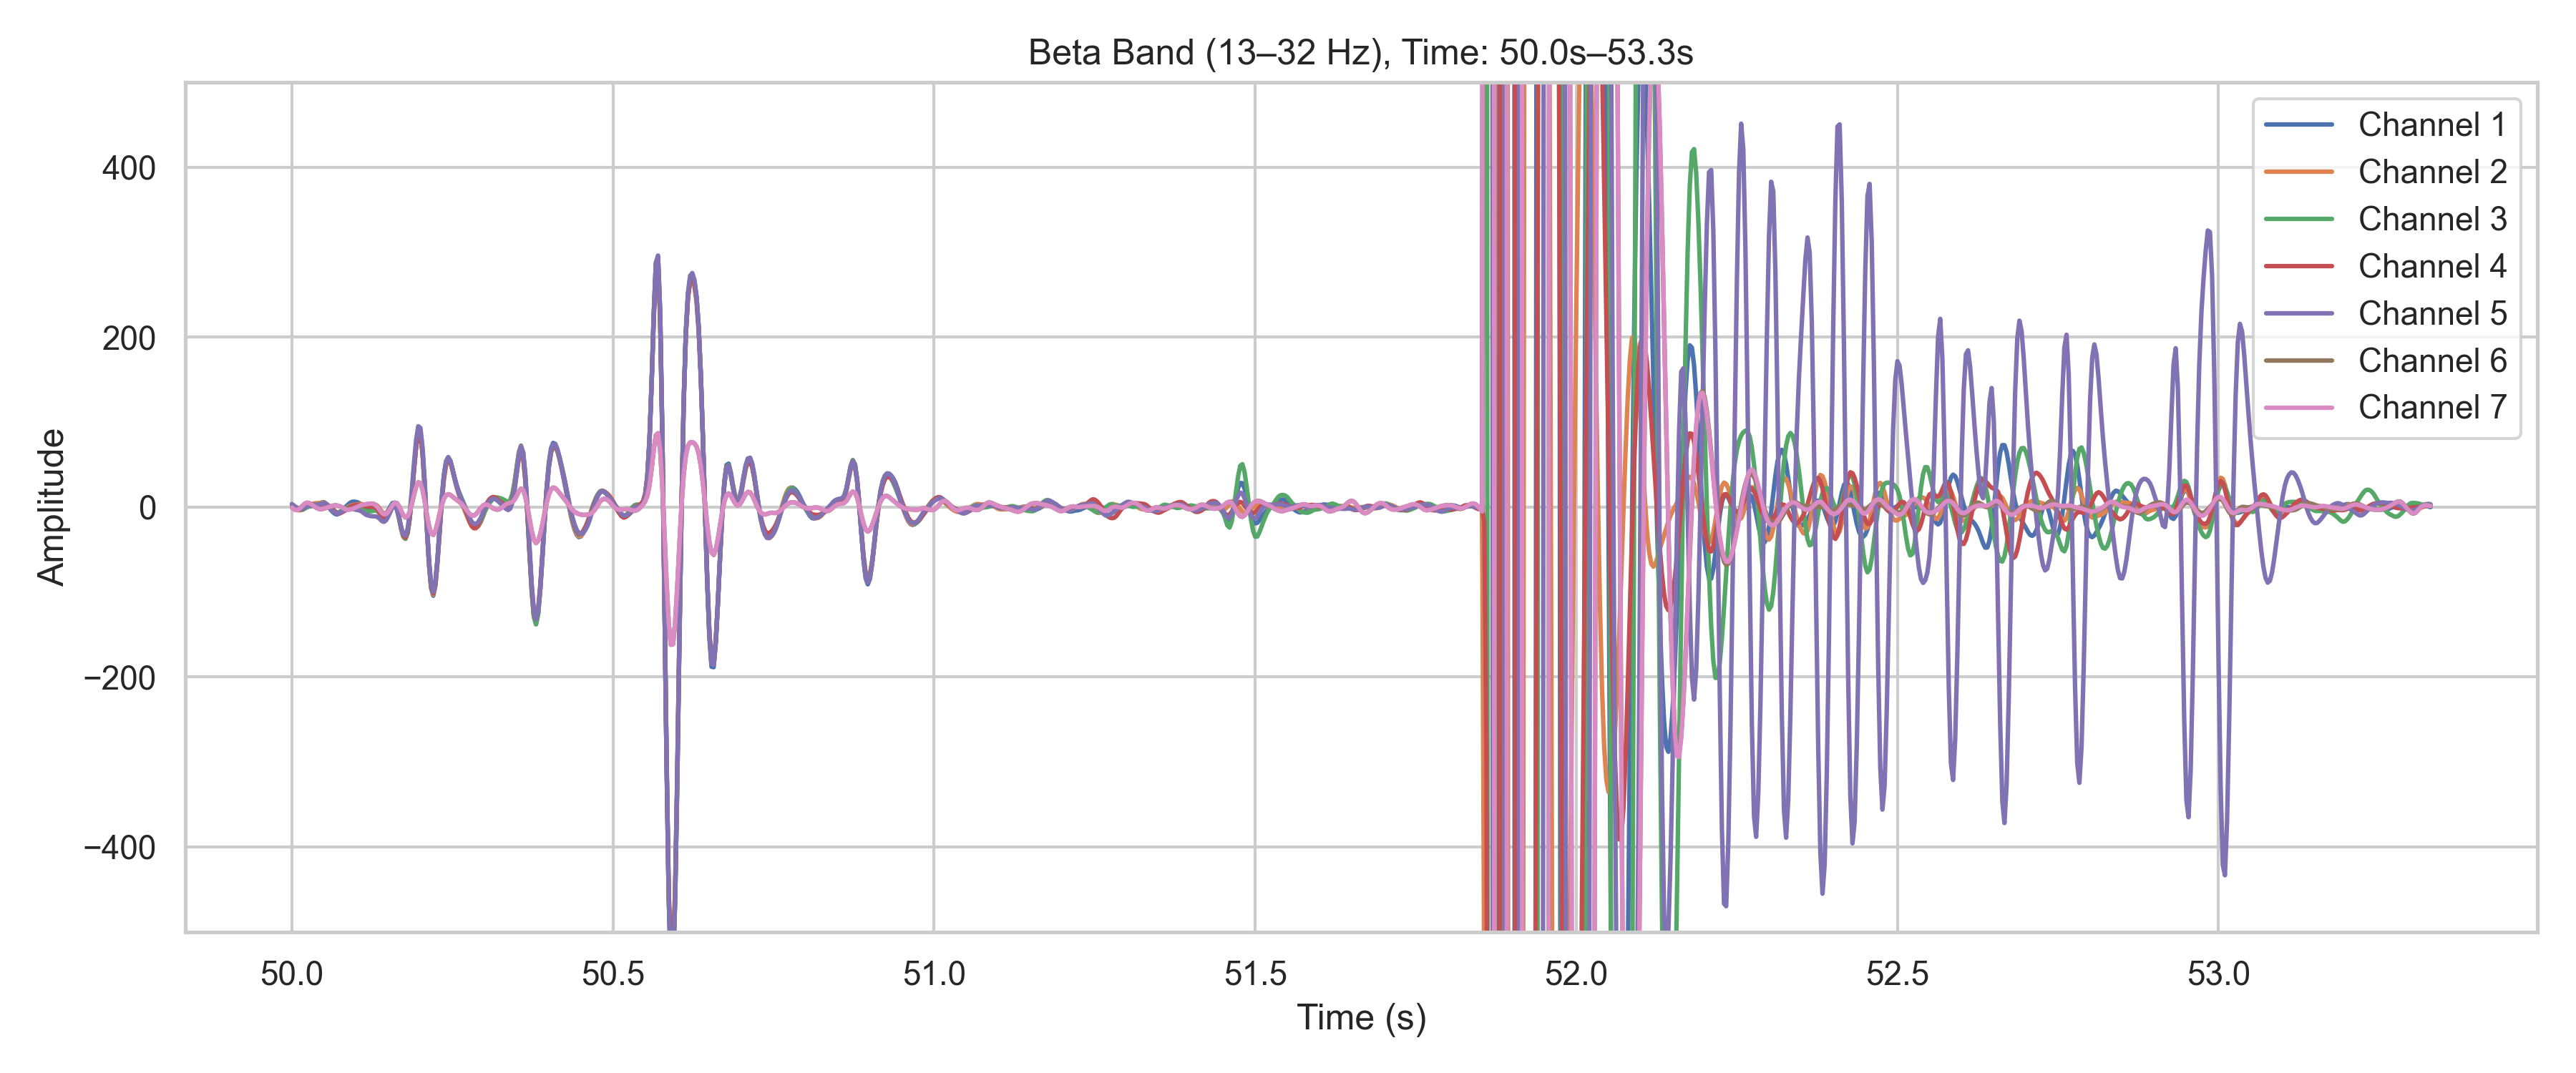 Beta Band (13–32 Hz), Time: 50.0s–53.3s
Amplitude
400
200
0
−200
−400
50.0
50.5
51.0
51.5
52.0
52.5
53.0
Time (s)
Channel 1
Channel 2
Channel 3
Channel 4
Channel 5
Channel 6
Channel 7